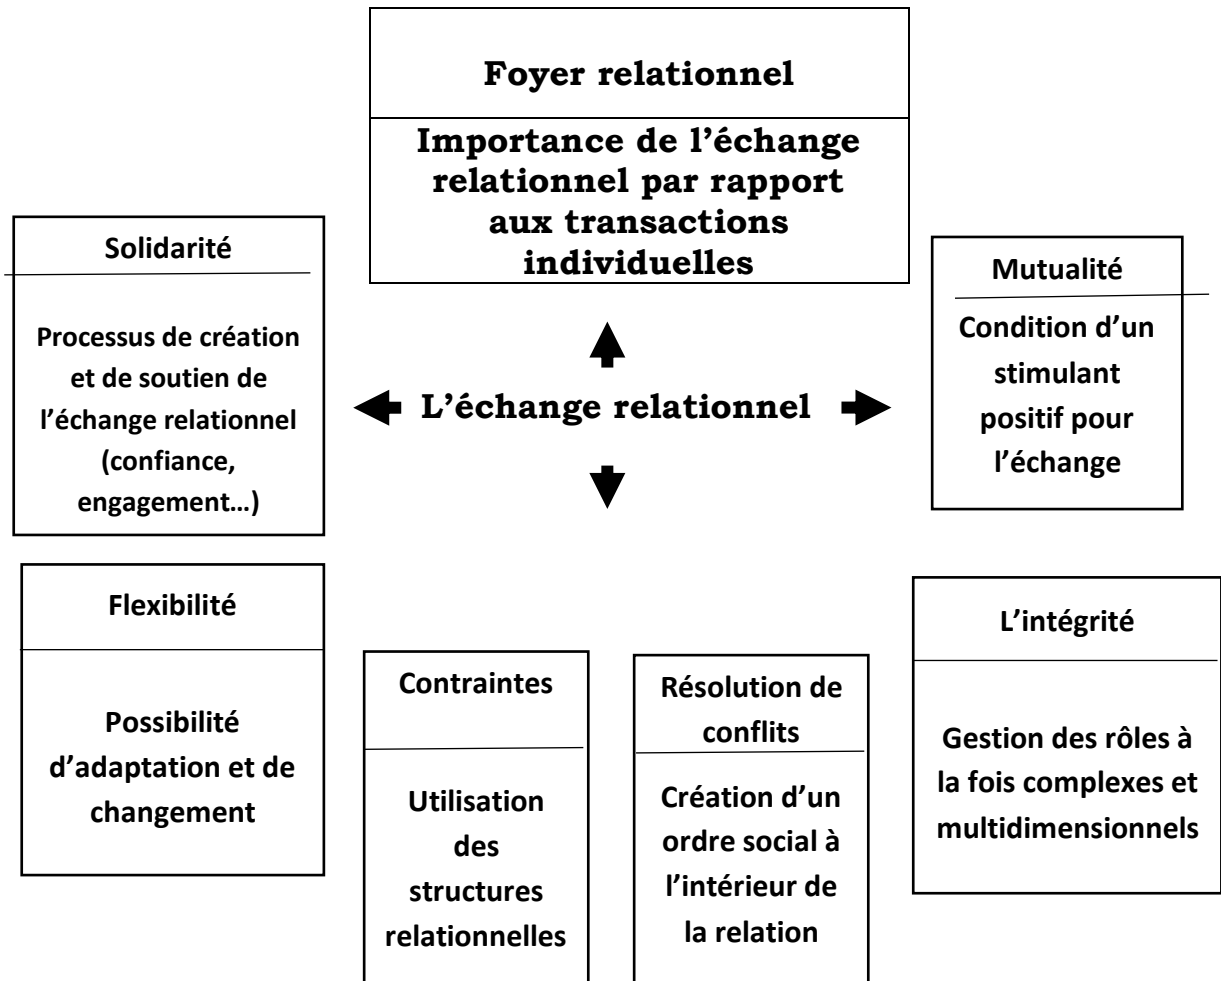 Foyer relationnel
Importance de l’échange
relationnel par rapport
aux transactions
individuelles
Solidarité
Processus de création
et de soutien de
l’échange relationnel
(confiance,
engagement…)
Mutualité
Condition d’un
stimulant
positif pour
l’échange
L’échange relationnel
Flexibilité
Possibilité
d’adaptation et de
changement
Contraintes
Utilisation
des
structures
relationnelles
Résolution de
conflits
Création d’un
ordre social à
l’intérieur de
la relation
L’intégrité
Gestion des rôles à
la fois complexes et
multidimensionnels